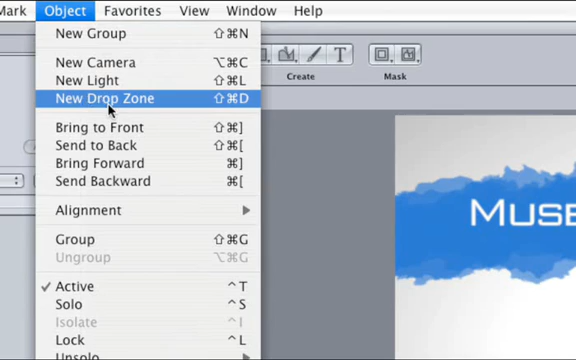 Mark Object Favorites View Window Help
New Group ⇧⌘N
New Camera ⌥⌘C
New Light ⇧⌘L
New Drop Zone ⇧⌘D
Bring to Front ⇧⌘]
Send to Back ⇧⌘[
Bring Forward ⌘]
Send Backward ⌘[
Alignment
Group ⇧⌘G
Ungroup ⌥⌘G
✓ Active ^T
Solo ^S
Isolate ^I
Lock ^L
Unsolo
T
Create Mask
Muse